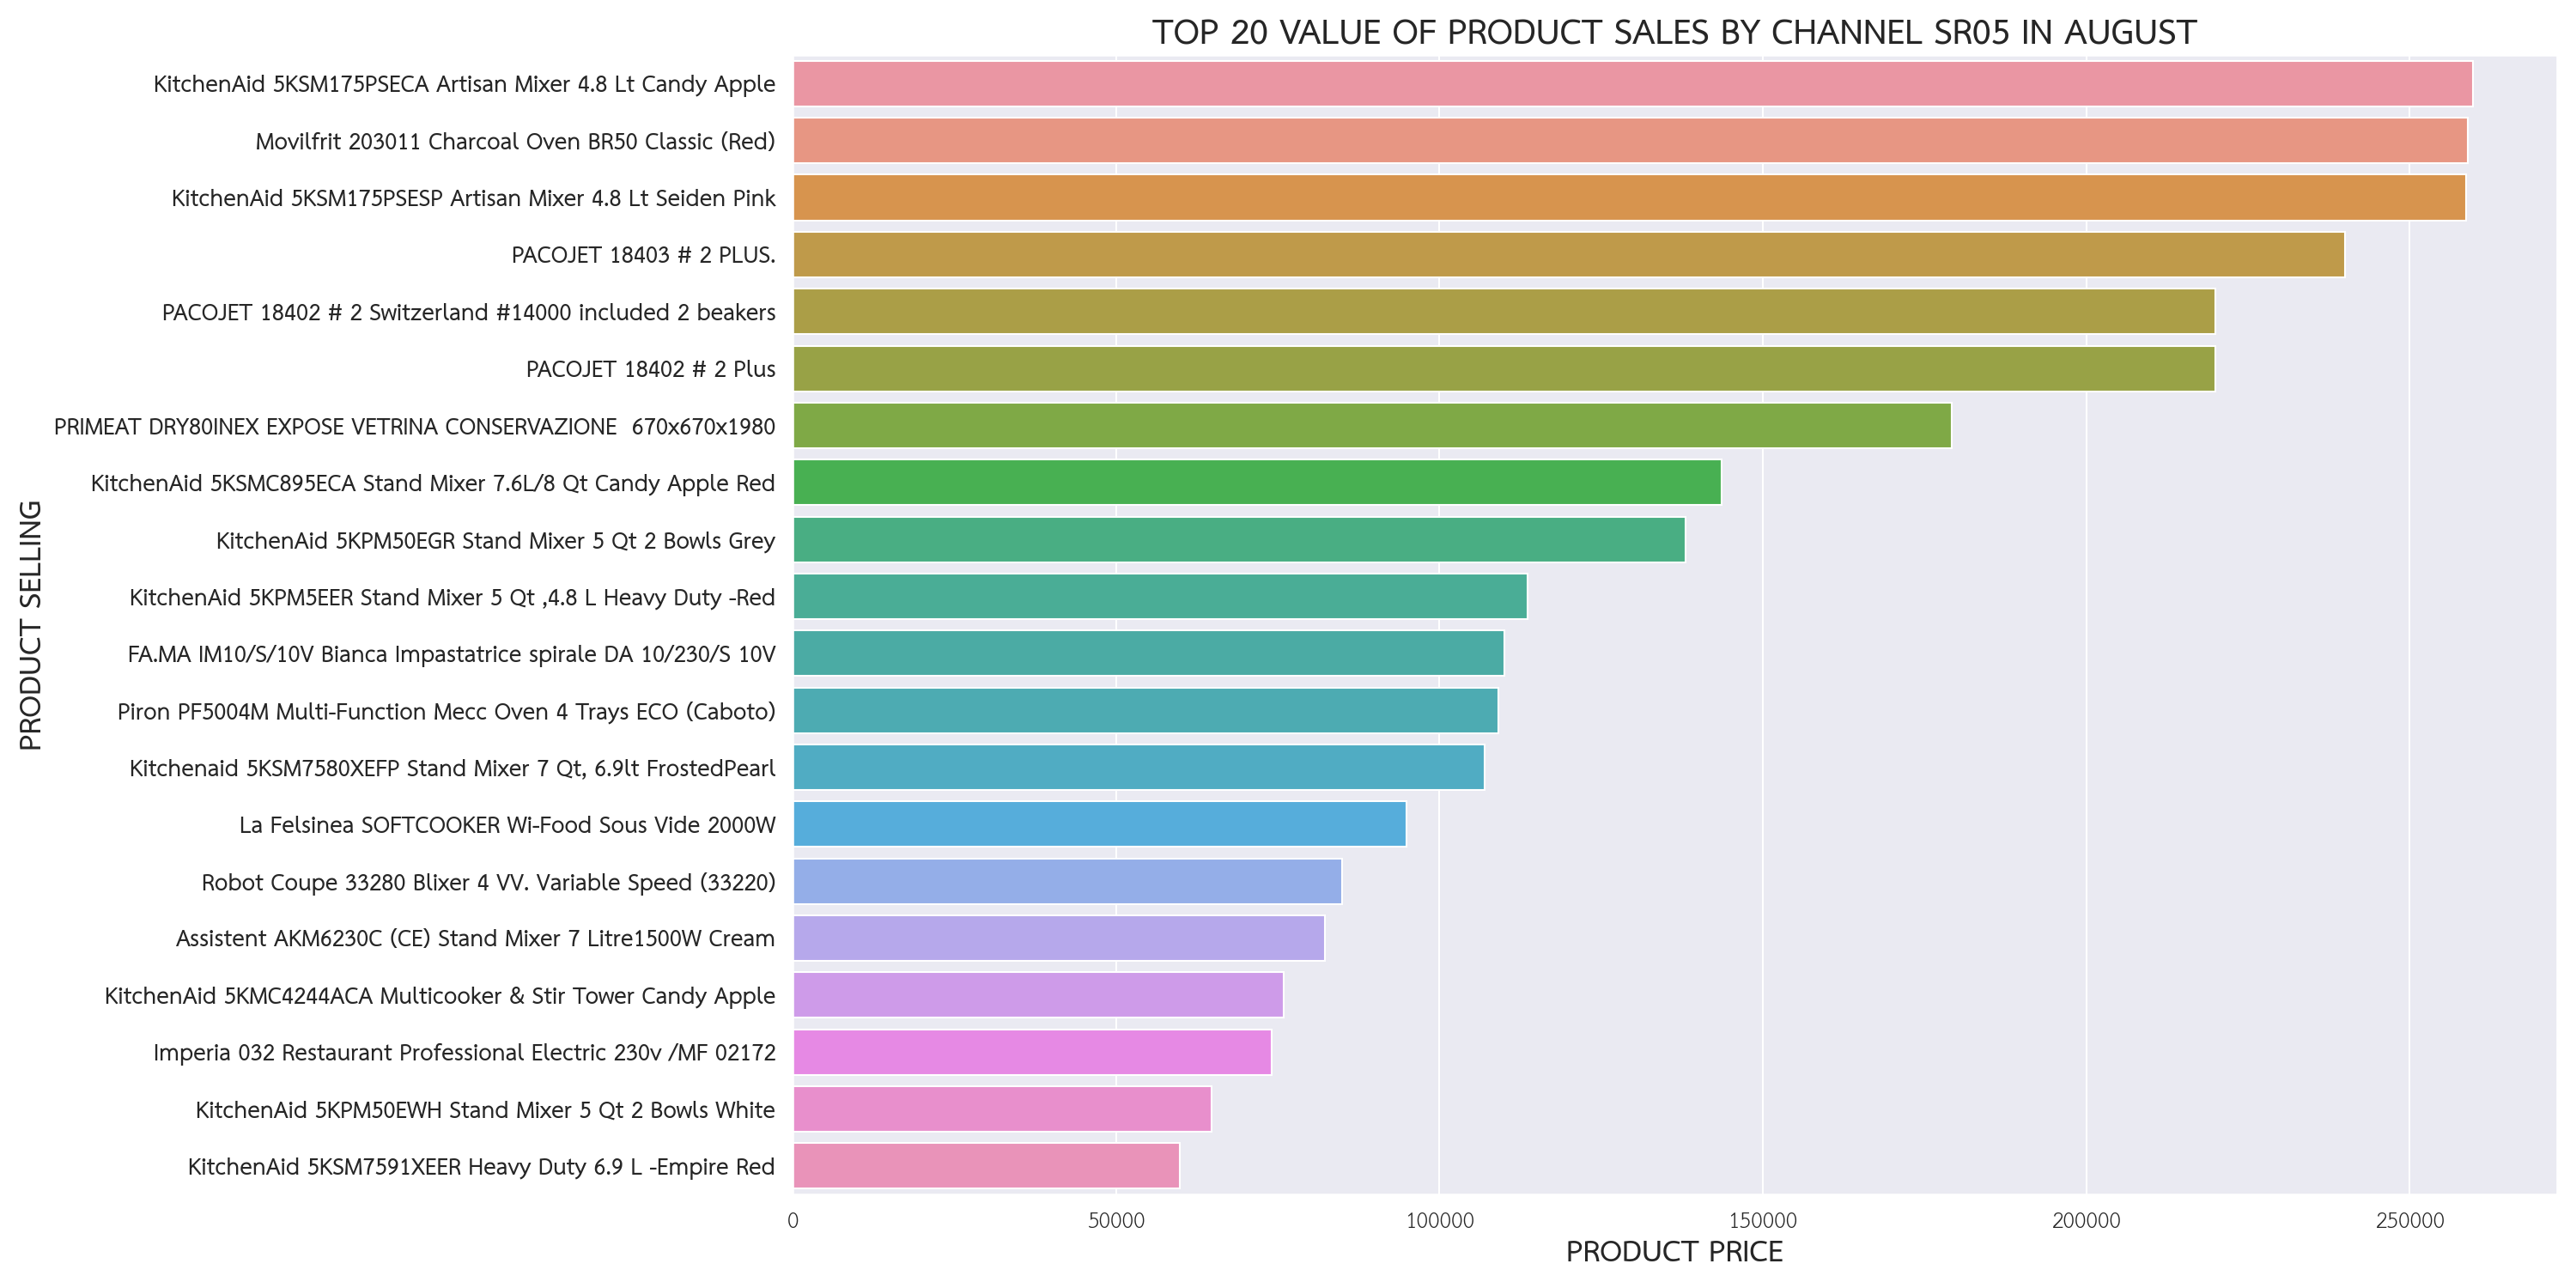 TOP 20 VALUE OF PRODUCT SALES BY CHANNEL SR05 IN AUGUST
PRODUCT SELLING
KitchenAid 5KSM175PSECA Artisan Mixer 4.8 Lt Candy Apple
Movilfrit 203011 Charcoal Oven BR50 Classic (Red)
KitchenAid 5KSM175PSESP Artisan Mixer 4.8 Lt Seiden Pink
PACOJET 18403 # 2 PLUS.
PACOJET 18402 # 2 Switzerland #14000 included 2 beakers
PACOJET 18402 # 2 Plus
PRIMEAT DRY80INEX EXPOSE VETRINA CONSERVAZIONE  670x670x1980
KitchenAid 5KSMC895ECA Stand Mixer 7.6L/8 Qt Candy Apple Red
KitchenAid 5KPM50EGR Stand Mixer 5 Qt 2 Bowls Grey
KitchenAid 5KPM5EER Stand Mixer 5 Qt ,4.8 L Heavy Duty -Red
FA.MA IM10/S/10V Bianca Impastatrice spirale DA 10/230/S 10V
Piron PF5004M Multi-Function Mecc Oven 4 Trays ECO (Caboto)
Kitchenaid 5KSM7580XEFP Stand Mixer 7 Qt, 6.9lt FrostedPearl
La Felsinea SOFTCOOKER Wi-Food Sous Vide 2000W
Robot Coupe 33280 Blixer 4 VV. Variable Speed (33220)
Assistent AKM6230C (CE) Stand Mixer 7 Litre1500W Cream
KitchenAid 5KMC4244ACA Multicooker & Stir Tower Candy Apple
Imperia 032 Restaurant Professional Electric 230v /MF 02172
KitchenAid 5KPM50EWH Stand Mixer 5 Qt 2 Bowls White
KitchenAid 5KSM7591XEER Heavy Duty 6.9 L -Empire Red
0 50000 100000 150000 200000 250000
PRODUCT PRICE